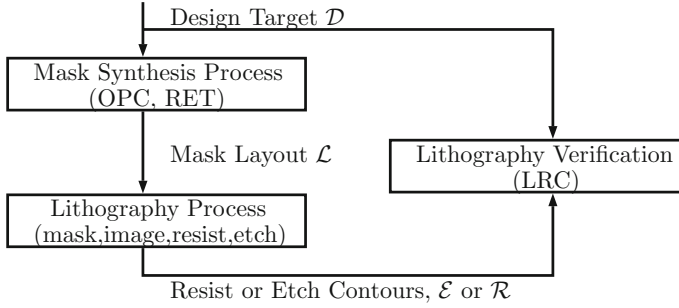 Design Target 𝒟
Mask Synthesis Process
(OPC, RET)
Mask Layout ℒ
Lithography Verification
(LRC)
Lithography Process
(mask,image,resist,etch)
Resist or Etch Contours, ℰ or ℛ